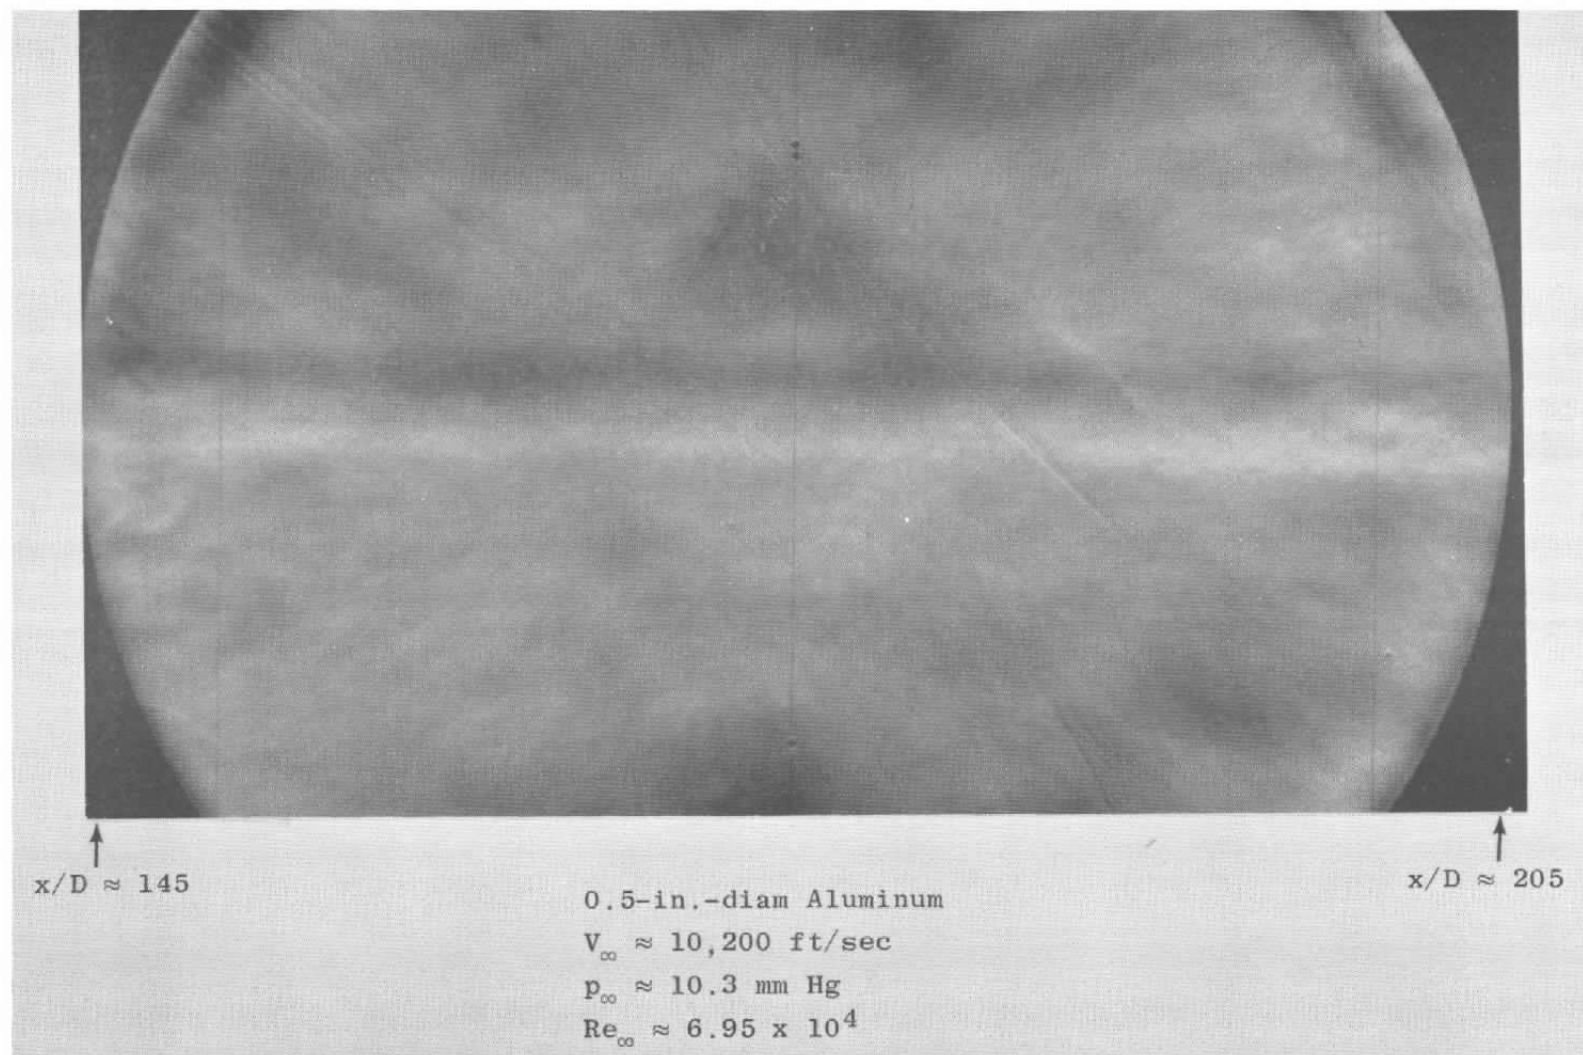 x/D ≈ 145
x/D ≈ 205
0.5-in.-diam Aluminum
V∞ ≈ 10,200 ft/sec
p∞ ≈ 10.3 mm Hg
Re∞ ≈ 6.95 x 10⁴